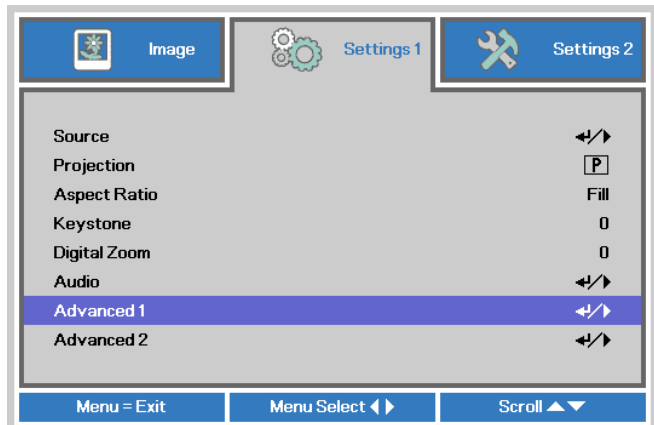 Image Settings 1 Settings 2
Source ↵/▶
Projection P
Aspect Ratio Fill
Keystone 0
Digital Zoom 0
Audio ↵/▶
Advanced 1 ↵/▶
Advanced 2 ↵/▶
Menu = Exit Menu Select ◀▶ Scroll ▲▼